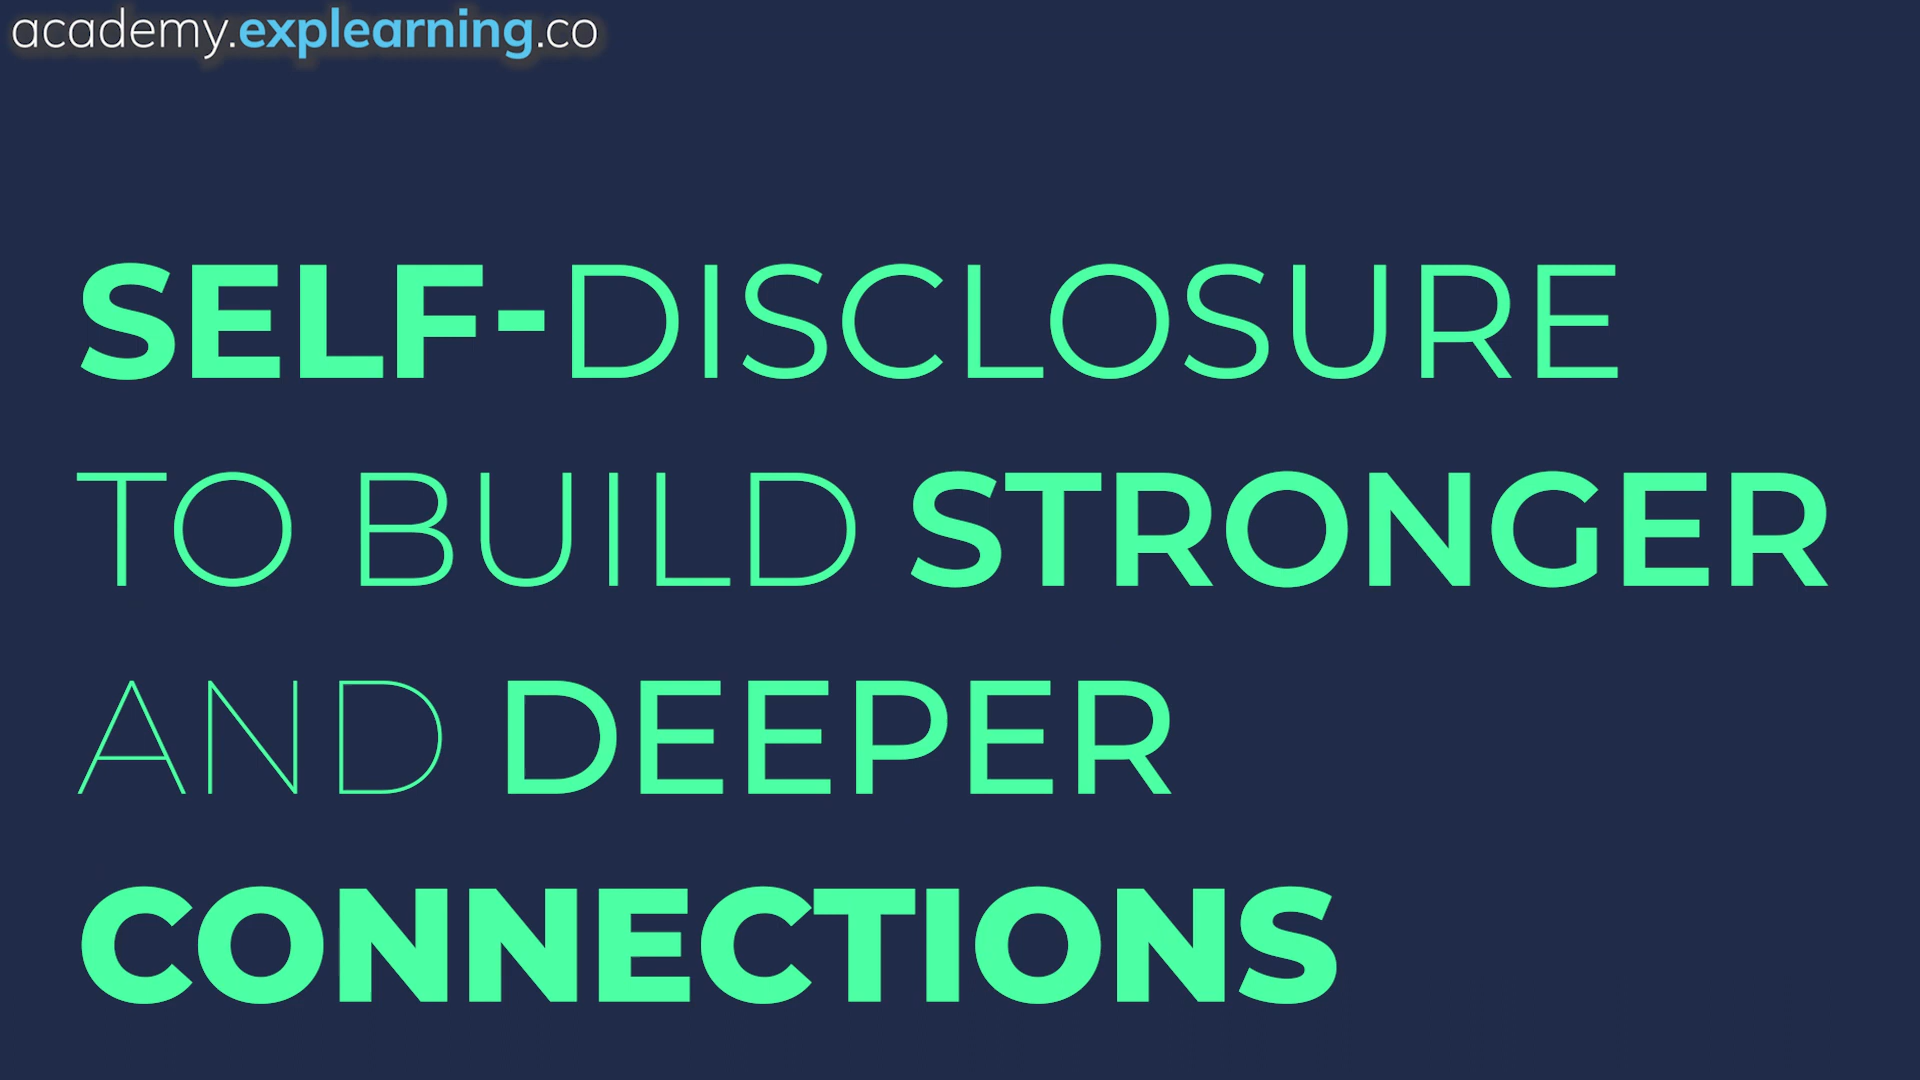 academy.explearning.co
SELF-DISCLOSURE
TO BUILD STRONGER
AND DEEPER
CONNECTIONS